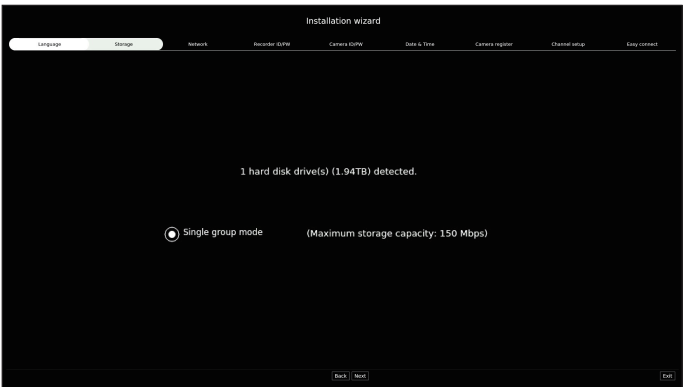 Installation wizard
Language Storage Network Recorder ID/PW Camera ID/PW Date & Time Camera register Channel setup Easy connect
1 hard disk drive(s) (1.94TB) detected.
Single group mode (Maximum storage capacity: 150 Mbps)
Back Next Exit